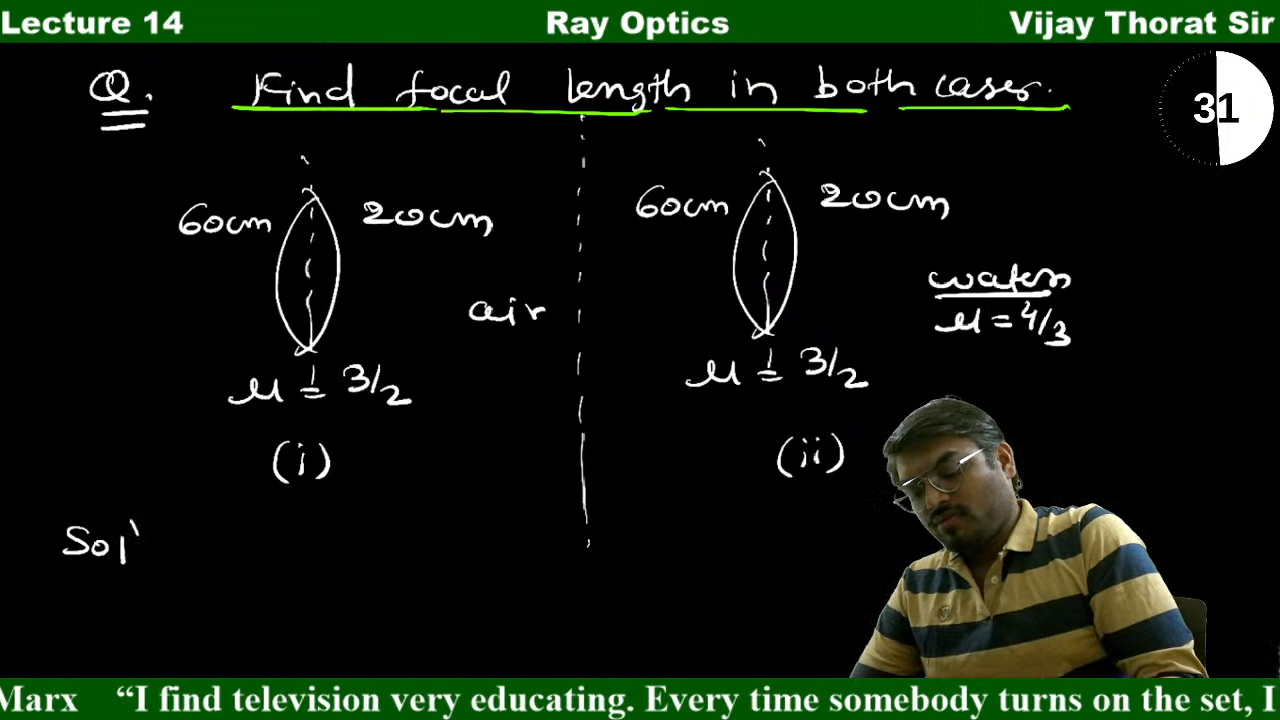 Lecture 14 Ray Optics Vijay Thorat Sir
Q. Find focal length in both cases.
31
60cm 20cm
air
μ = 3/2
(i)
60cm 20cm
water
μ = 4/3
μ = 3/2
(ii)
Sol'
Marx “I find television very educating. Every time somebody turns on the set, I